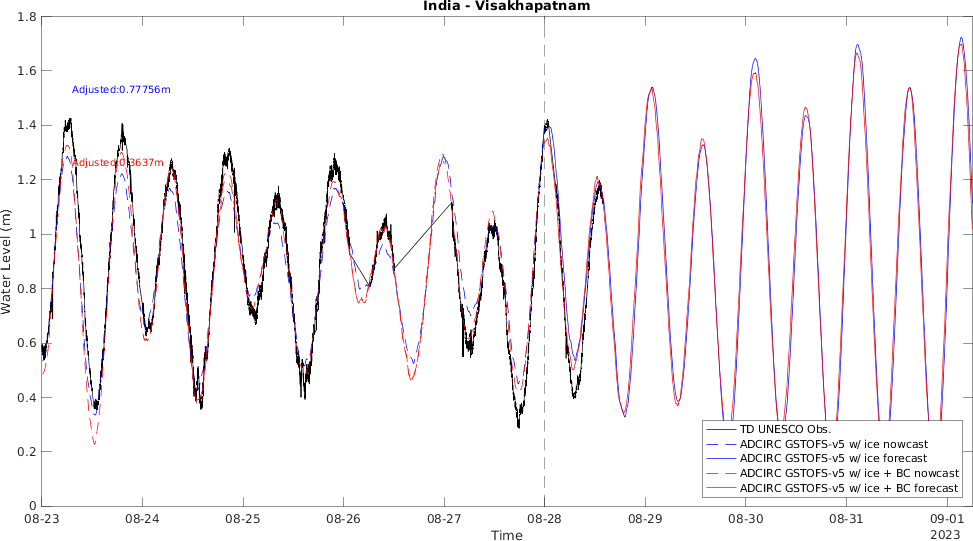 India - Visakhapatnam
1.8
1.6
1.4
1.2
1
0.8
0.6
0.4
0.2
0
Water Level (m)
Adjusted:0.77756m
Adjusted:0.3637m
TD UNESCO Obs.
ADCIRC GSTOFS-v5 w/ ice nowcast
ADCIRC GSTOFS-v5 w/ ice forecast
ADCIRC GSTOFS-v5 w/ ice + BC nowcast
ADCIRC GSTOFS-v5 w/ ice + BC forecast
08-23 08-24 08-25 08-26 08-27 08-28 08-29 08-30 08-31 09-01
2023
Time